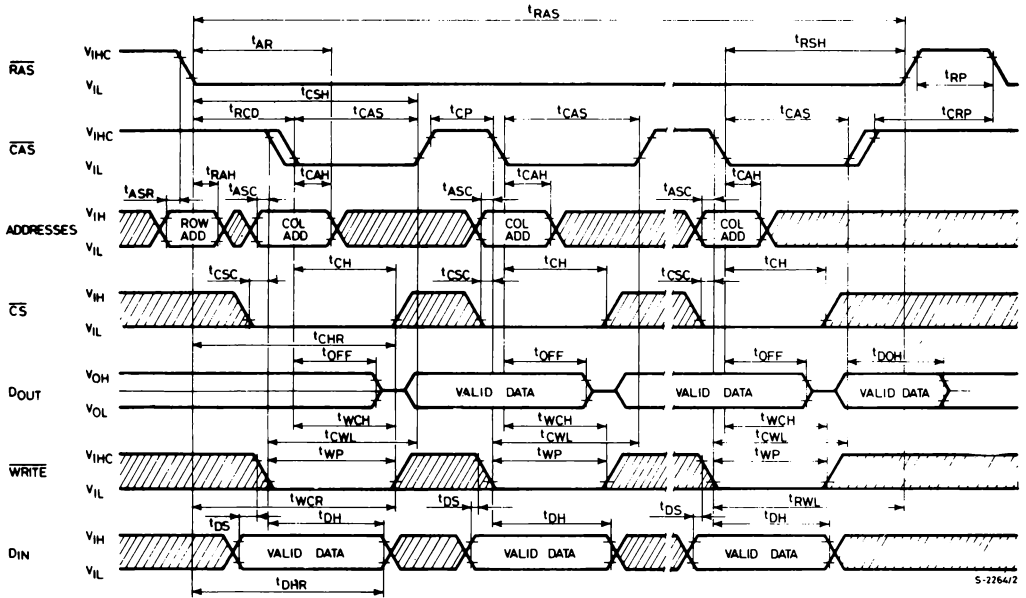 tRAS
tAR
tRSH
RAS
VIHC
VIL
tRP
tCSH
tRCD
tCAS
tCP
tCAS
tCAS
tCRP
CAS
VIHC
VIL
tRAH
tASR
tASC
tCAH
tASC
tCAH
tASC
tCAH
ADDRESSES
VIH
VIL
ROW ADD
COL ADD
COL ADD
COL ADD
tCSC
tCH
tCSC
tCH
tCSC
tCH
CS
VIH
VIL
tCHR
tOFF
tOFF
tOFF
tDOH
DOUT
VOH
VOL
VALID DATA
VALID DATA
VALID DATA
tWCH
tWCH
tWCH
tCWL
tCWL
tCWL
WRITE
VIHC
VIL
tWP
tWP
tWP
tWCR
tRWL
tDS
tDH
tDS
tDH
tDS
tDH
DIN
VIH
VIL
VALID DATA
VALID DATA
VALID DATA
tDHR
S-2264/2